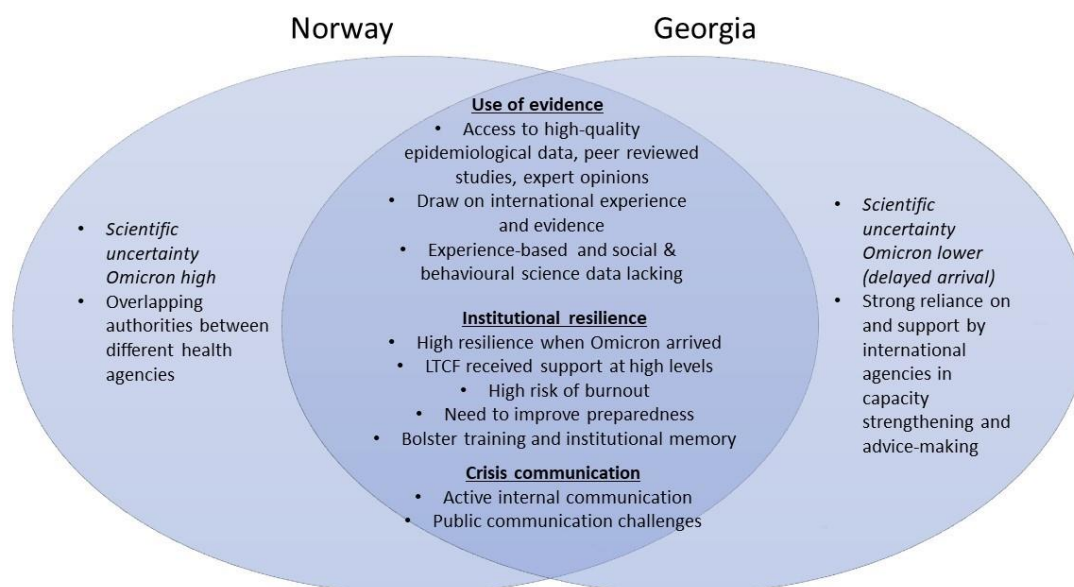 Norway
Georgia
• Scientific
uncertainty
Omicron high
• Overlapping
authorities between
different health
agencies
Use of evidence
• Access to high-quality
epidemiological data, peer reviewed
studies, expert opinions
• Draw on international experience
and evidence
• Experience-based and social &
behavioural science data lacking
Institutional resilience
• High resilience when Omicron arrived
• LTCF received support at high levels
• High risk of burnout
• Need to improve preparedness
• Bolster training and institutional memory
Crisis communication
• Active internal communication
• Public communication challenges
• Scientific
uncertainty
Omicron lower
(delayed arrival)
• Strong reliance on
and support by
international
agencies in
capacity
strengthening and
advice-making